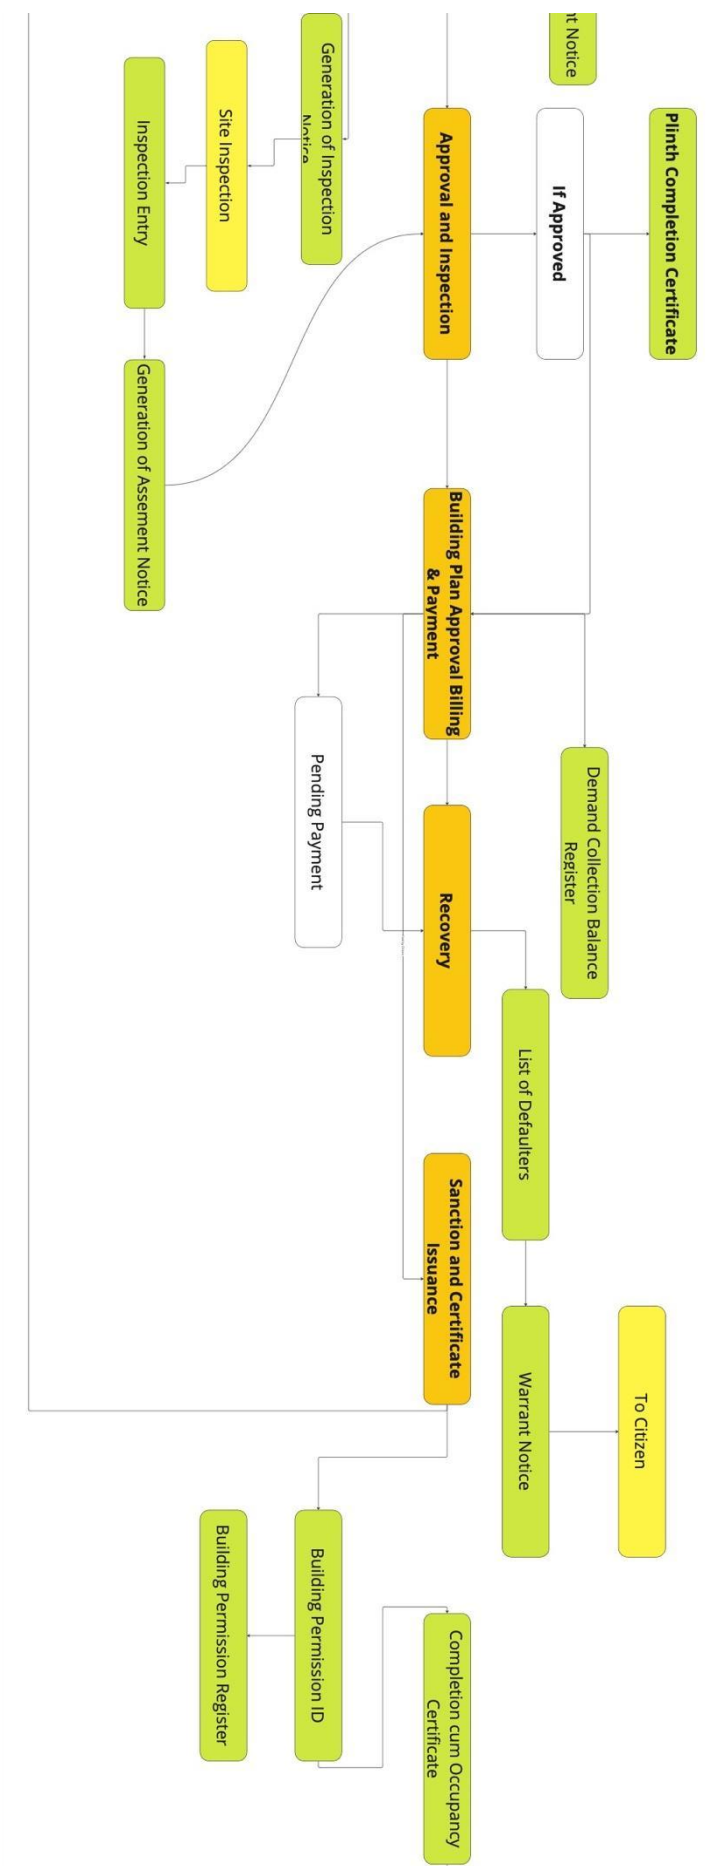 Plinth Completion Certificate
To Citizen
nt Notice
If Approved
Demand Collection Balance
Register
List of Defaulters
Warrant Notice
Approval and Inspection
Building Plan Approval Billing
& Payment
Recovery
Sanction and Certificate
Issuance
Completion cum Occupancy
Certificate
Generation of Inspection
Notice
Pending Payment
Building Permission ID
Site Inspection
Building Permission Register
Inspection Entry
Generation of Assement Notice